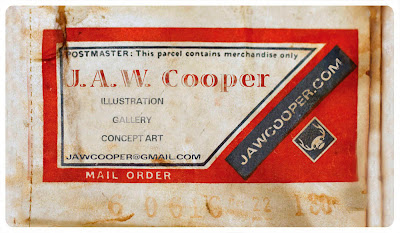 POSTMASTER: This parcel contains merchandise only
J.A.W. Cooper
ILLUSTRATION
GALLERY
CONCEPT ART
JAWCOOPER@GMAIL.COM
JAWCOOPER.COM
MAIL ORDER